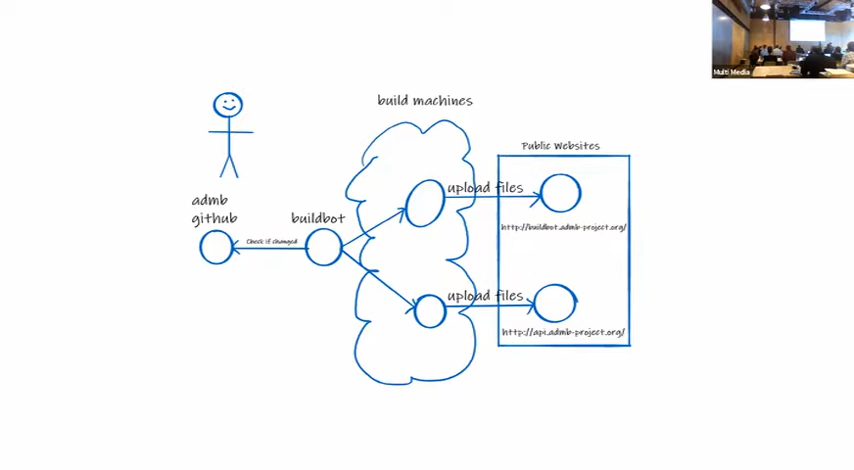 Multi Media
build machines
Public Websites
upload files
admb
github
buildbot
http://buildbot.admb-project.org/
Check if changed
upload files
http://api.admb-project.org/